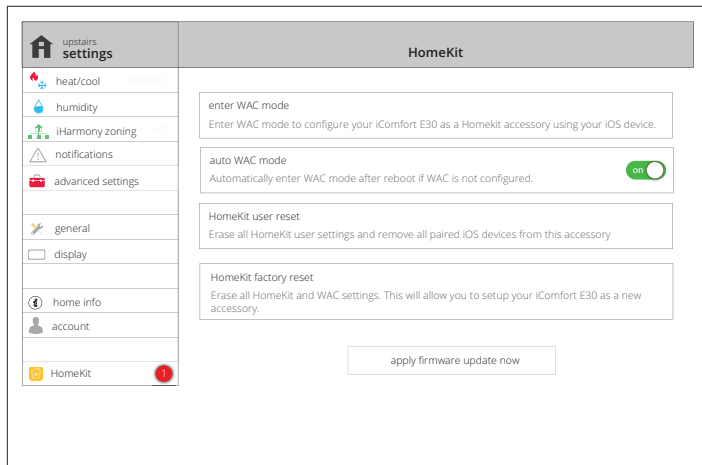 upstairs
settings
HomeKit
heat/cool
humidity
iHarmony zoning
notifications
advanced settings
general
display
home info
account
HomeKit
1
enter WAC mode
Enter WAC mode to configure your iComfort E30 as a Homekit accessory using your iOS device.
auto WAC mode
Automatically enter WAC mode after reboot if WAC is not configured.
on
HomeKit user reset
Erase all HomeKit user settings and remove all paired iOS devices from this accessory
HomeKit factory reset
Erase all HomeKit and WAC settings. This will allow you to setup your iComfort E30 as a new
accessory.
apply firmware update now